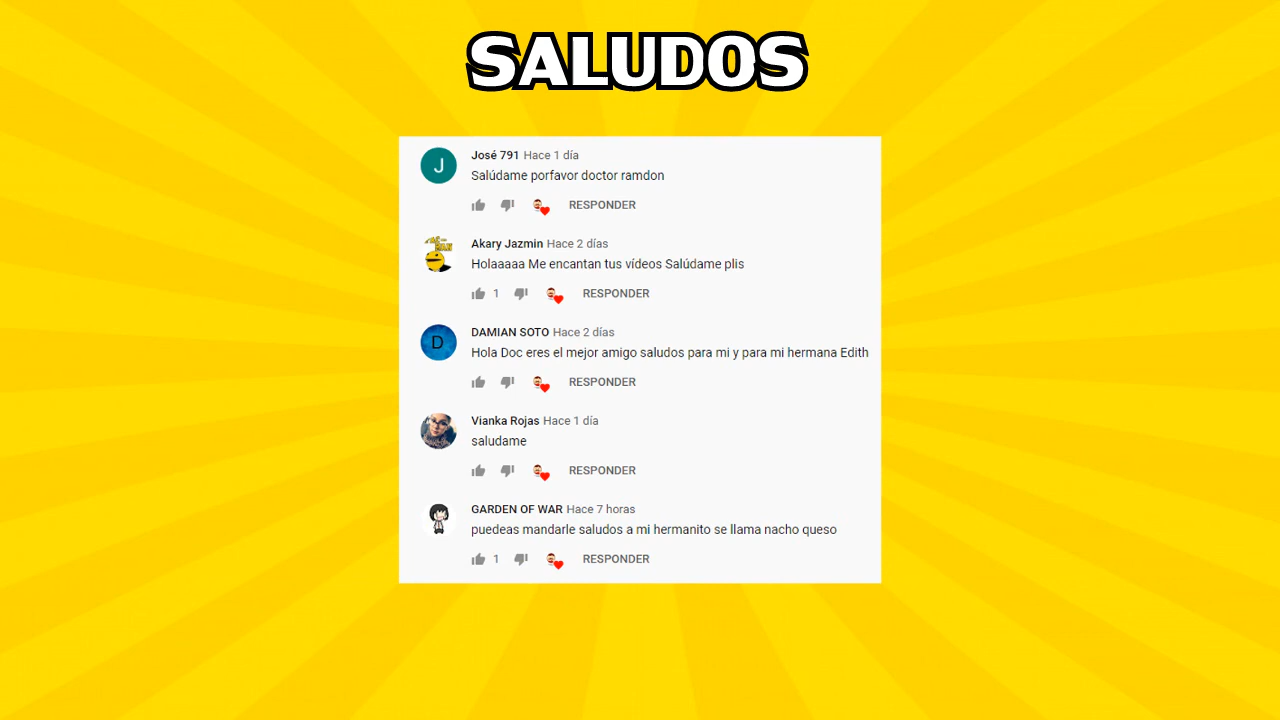 SALUDOS
José 791 Hace 1 día
Salúdame porfavor doctor ramdon
RESPONDER
Akary Jazmin Hace 2 días
Holaaaaa Me encantan tus vídeos Salúdame plis
1 RESPONDER
DAMIAN SOTO Hace 2 días
Hola Doc eres el mejor amigo saludos para mi y para mi hermana Edith
RESPONDER
Vianka Rojas Hace 1 día
saludame
RESPONDER
GARDEN OF WAR Hace 7 horas
puedeas mandarle saludos a mi hermanito se llama nacho queso
1 RESPONDER
J
D